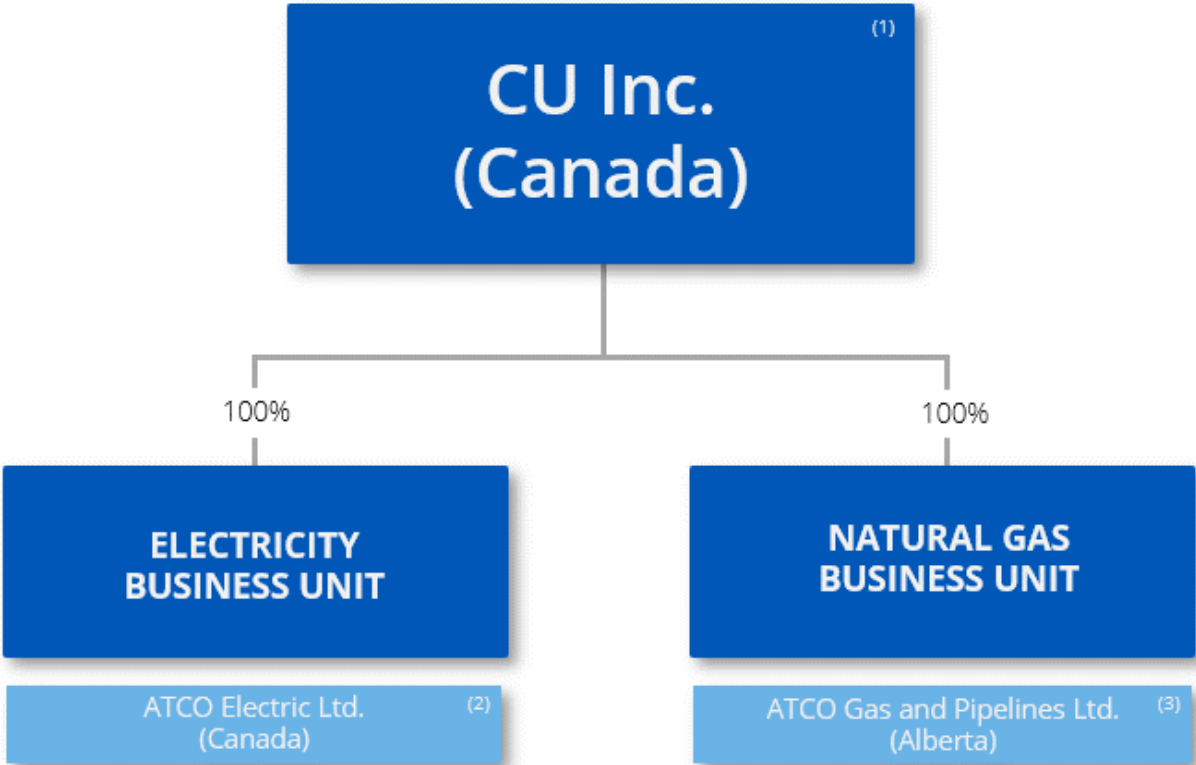 (1)
CU Inc.
(Canada)
100%
100%
ELECTRICITY
BUSINESS UNIT
NATURAL GAS
BUSINESS UNIT
ATCO Electric Ltd. (2)
(Canada)
ATCO Gas and Pipelines Ltd. (3)
(Alberta)